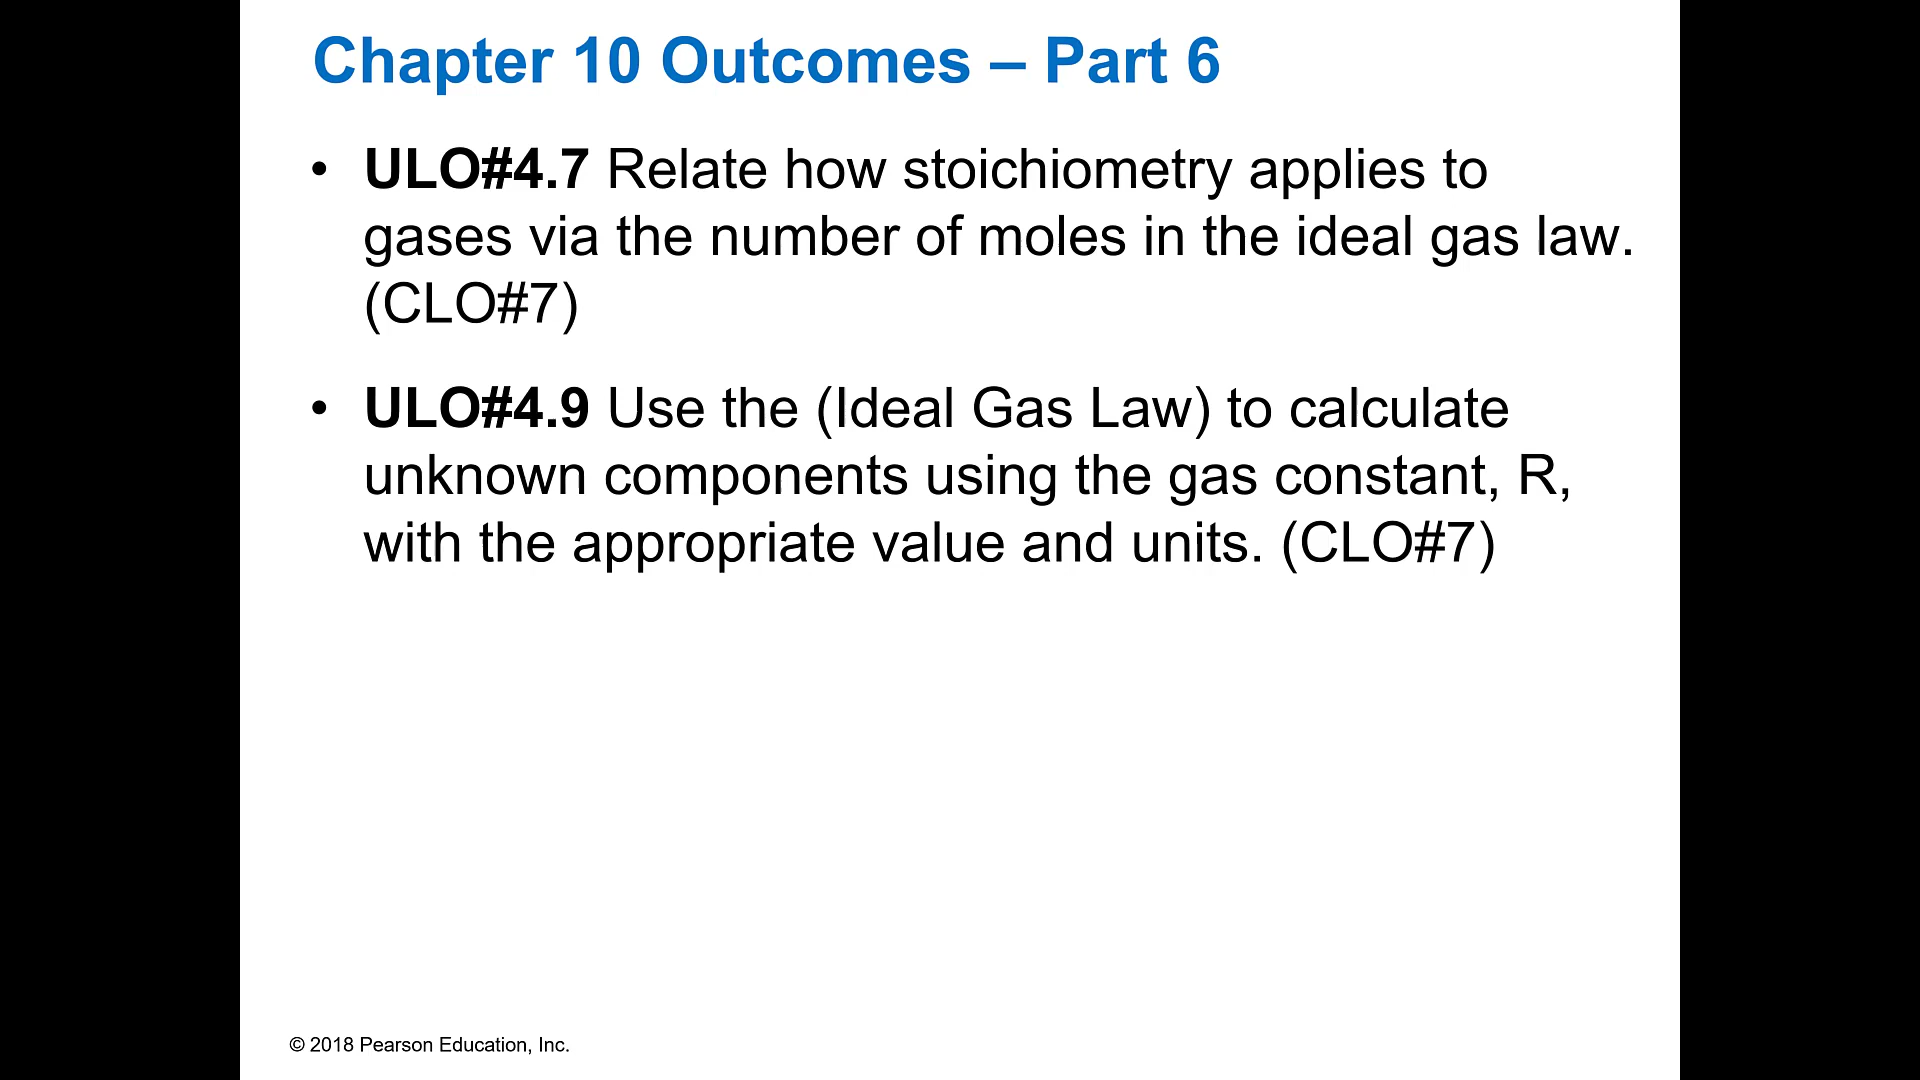 Chapter 10 Outcomes – Part 6
• ULO#4.7 Relate how stoichiometry applies to
gases via the number of moles in the ideal gas law.
(CLO#7)
• ULO#4.9 Use the (Ideal Gas Law) to calculate
unknown components using the gas constant, R,
with the appropriate value and units. (CLO#7)
© 2018 Pearson Education, Inc.